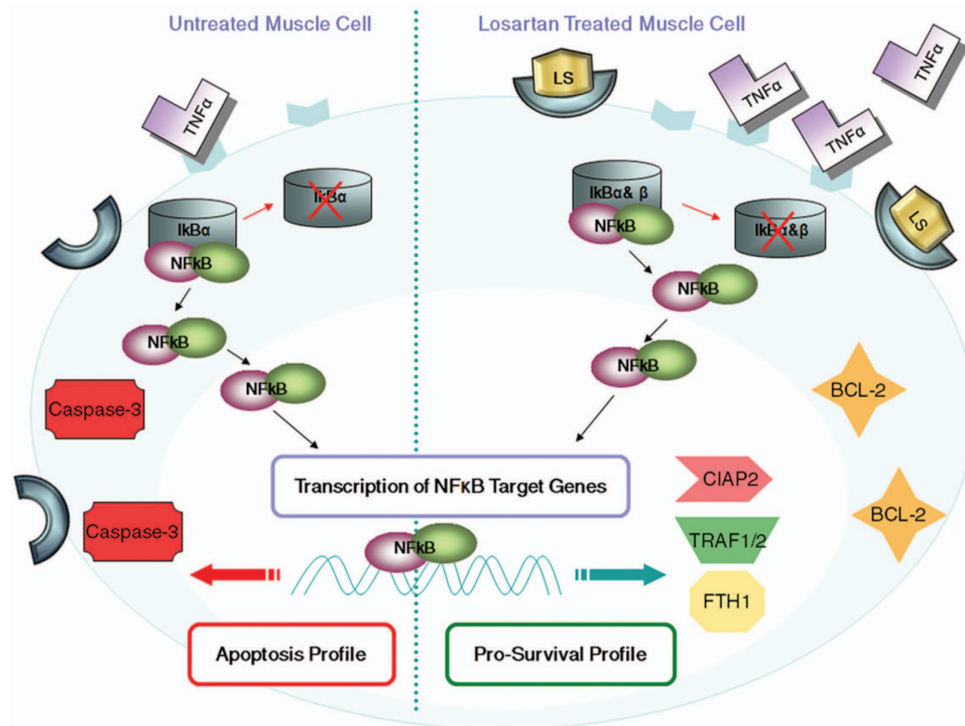 Untreated Muscle Cell
Losartan Treated Muscle Cell
TNFα
LS
TNFα
TNFα
TNFα
IkBα
IkBα
NFkB
IkBα& β
NFkB
IkBα&β
LS
NFkB
NFkB
NFkB
NFkB
Caspase-3
BCL-2
Transcription of NFκB Target Genes
CIAP2
Caspase-3
BCL-2
NFkB
TRAF1/2
FTH1
Apoptosis Profile
Pro-Survival Profile